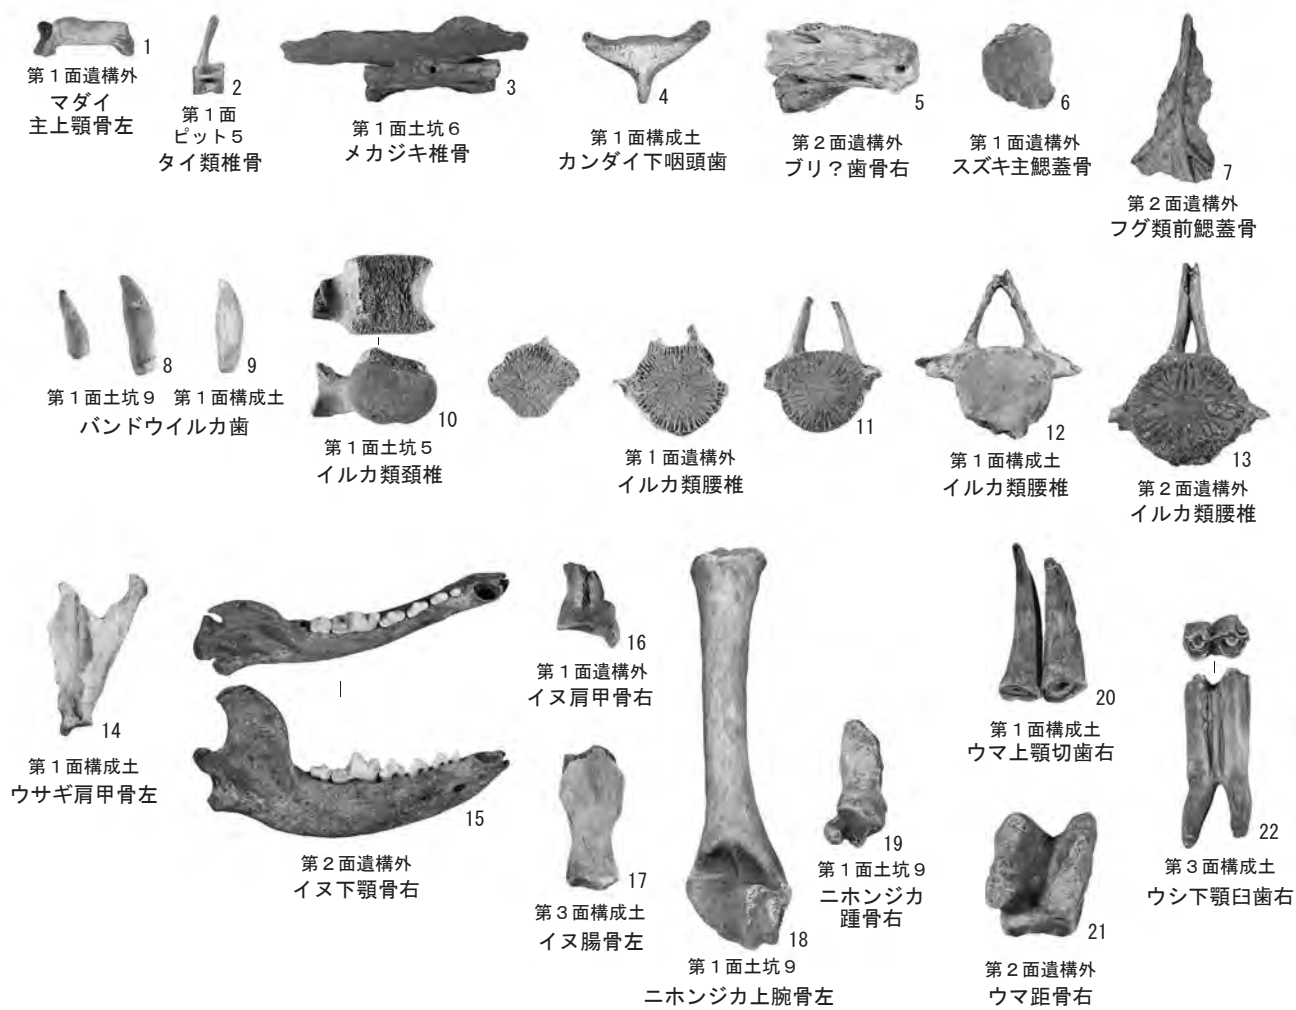 1
第1面遺構外
マダイ
主上顎骨左
2
第1面
ピット5
タイ類椎骨
3
第1面土坑6
メカジキ椎骨
4
第1面構成土
カンダイ下咽頭歯
5
第2面遺構外
ブリ？歯骨右
6
第1面遺構外
スズキ主鰓蓋骨
7
第2面遺構外
フグ類前鰓蓋骨
8
第1面土坑9
9
第1面構成土
バンドウイルカ歯
10
第1面土坑5
イルカ類頚椎
11
第1面遺構外
イルカ類腰椎
12
第1面構成土
イルカ類腰椎
13
第2面遺構外
イルカ類腰椎
14
第1面構成土
ウサギ肩甲骨左
15
第2面遺構外
イヌ下顎骨右
16
第1面遺構外
イヌ肩甲骨右
17
第3面構成土
イヌ腸骨左
18
第1面土坑9
ニホンジカ上腕骨左
19
第1面土坑9
ニホンジカ
踵骨右
20
第1面構成土
ウマ上顎切歯右
21
第2面遺構外
ウマ距骨右
22
第3面構成土
ウシ下顎臼歯右